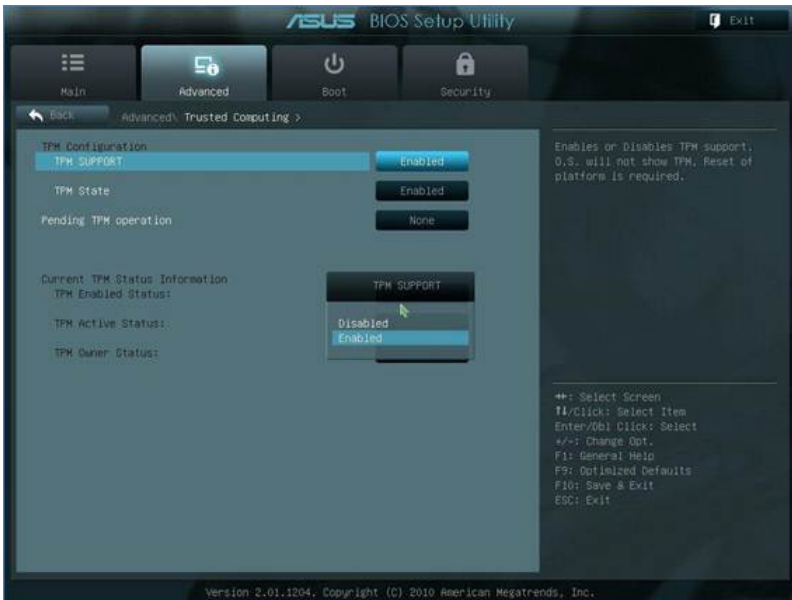 ASUS BIOS Setup Utility
Exit
Main
Advanced
Boot
Security
Back
Advanced\ Trusted Computing >
TPM Configuration
TPM SUPPORT
Enabled
TPM State
Enabled
Pending TPM operation
None
Current TPM Status Information
TPM Enabled Status:
TPM Active Status:
TPM Owner Status:
TPM SUPPORT
Disabled
Enabled
Enables or Disables TPM support.
O.S. will not show TPM. Reset of
platform is required.
→←: Select Screen
↑↓/Click: Select Item
Enter/Dbl Click: Select
+/-: Change Opt.
F1: General Help
F9: Optimized Defaults
F10: Save & Exit
ESC: Exit
Version 2.01.1204. Copyright (C) 2010 American Megatrends, Inc.